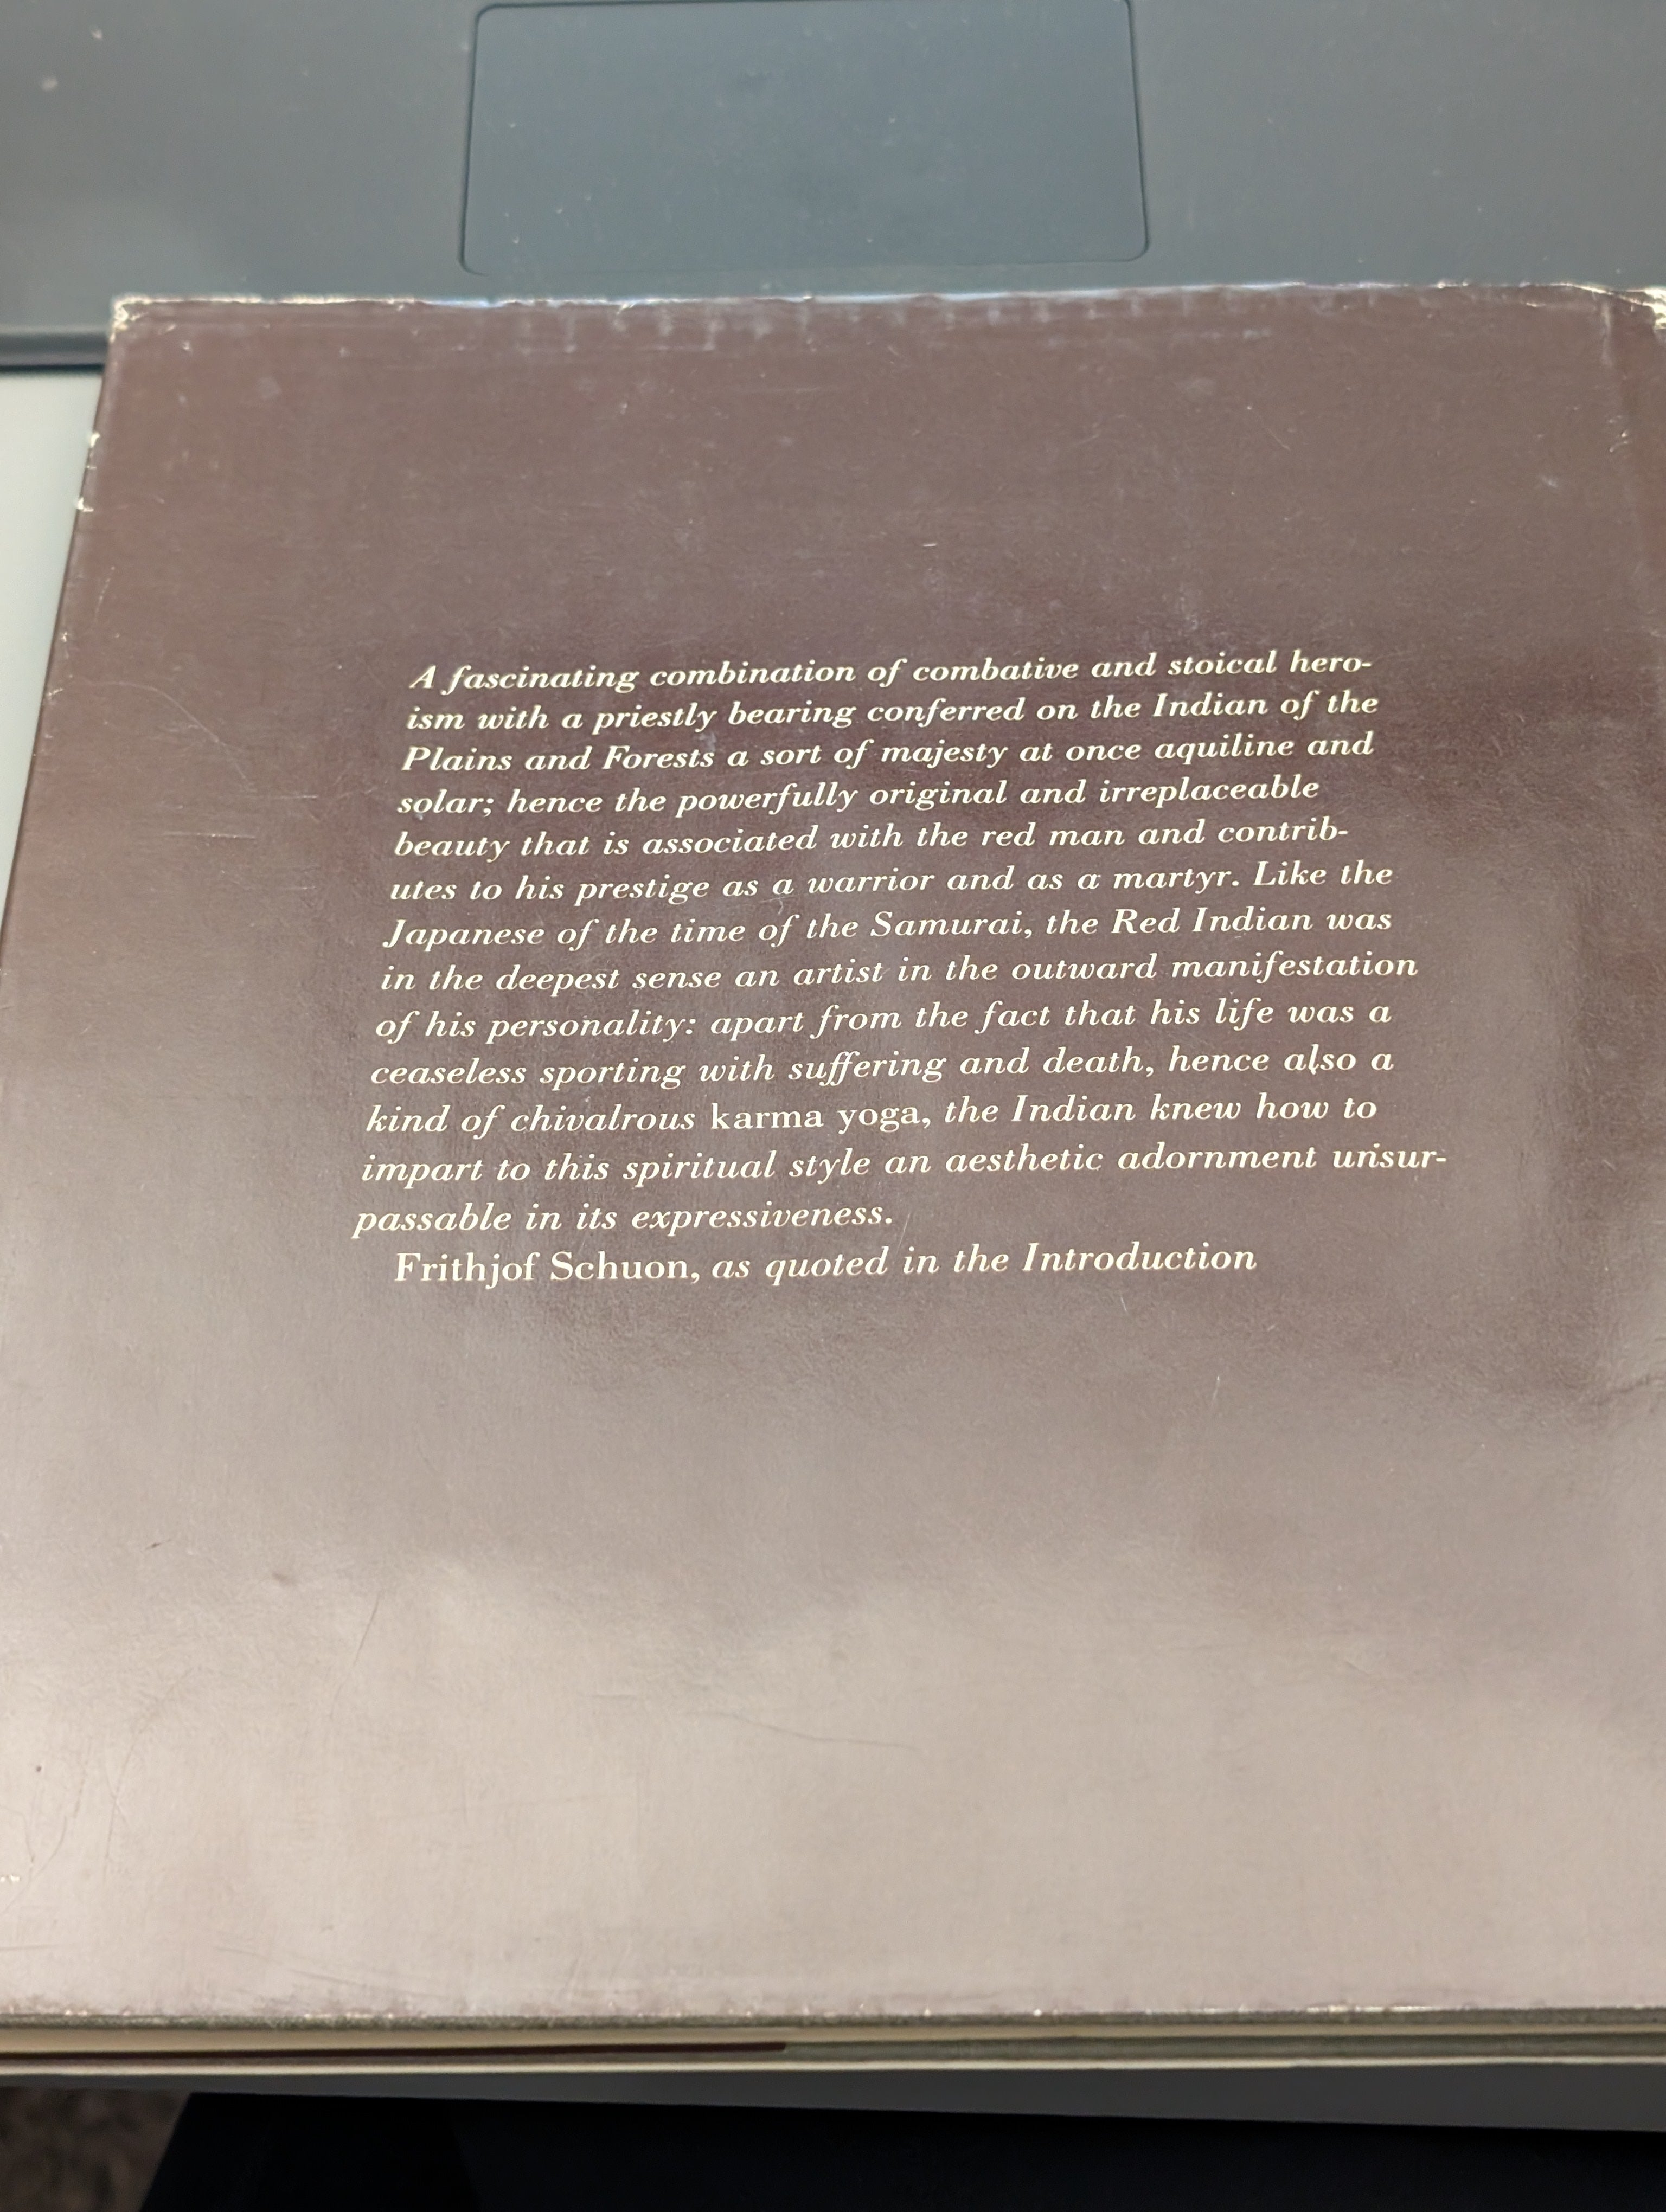 A fascinating combination of combative and stoical hero-
ism with a priestly bearing conferred on the Indian of the
Plains and Forests a sort of majesty at once aquiline and
solar; hence the powerfully original and irreplaceable
beauty that is associated with the red man and contrib-
utes to his prestige as a warrior and as a martyr. Like the
Japanese of the time of the Samurai, the Red Indian was
in the deepest sense an artist in the outward manifestation
of his personality: apart from the fact that his life was a
ceaseless sporting with suffering and death, hence also a
kind of chivalrous karma yoga, the Indian knew how to
impart to this spiritual style an aesthetic adornment unsur-
passable in its expressiveness.
Frithjof Schuon, as quoted in the Introduction